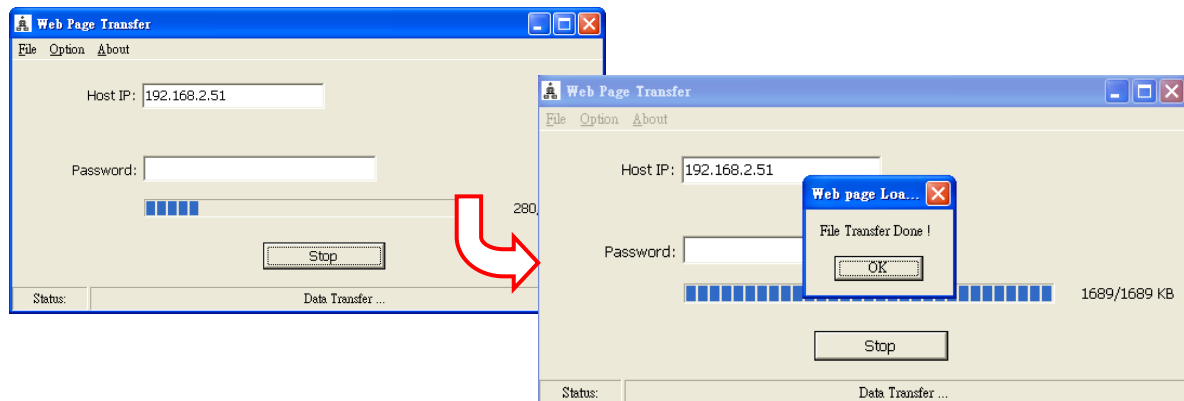 Web Page Transfer
File Option About
Host IP: 192.168.2.51
Password:
280,
Stop
Status: Data Transfer ...
Web Page Transfer
File Option About
Host IP: 192.168.2.51
Web page Loa...
File Transfer Done !
Password:
OK
1689/1689 KB
Stop
Status: Data Transfer ...